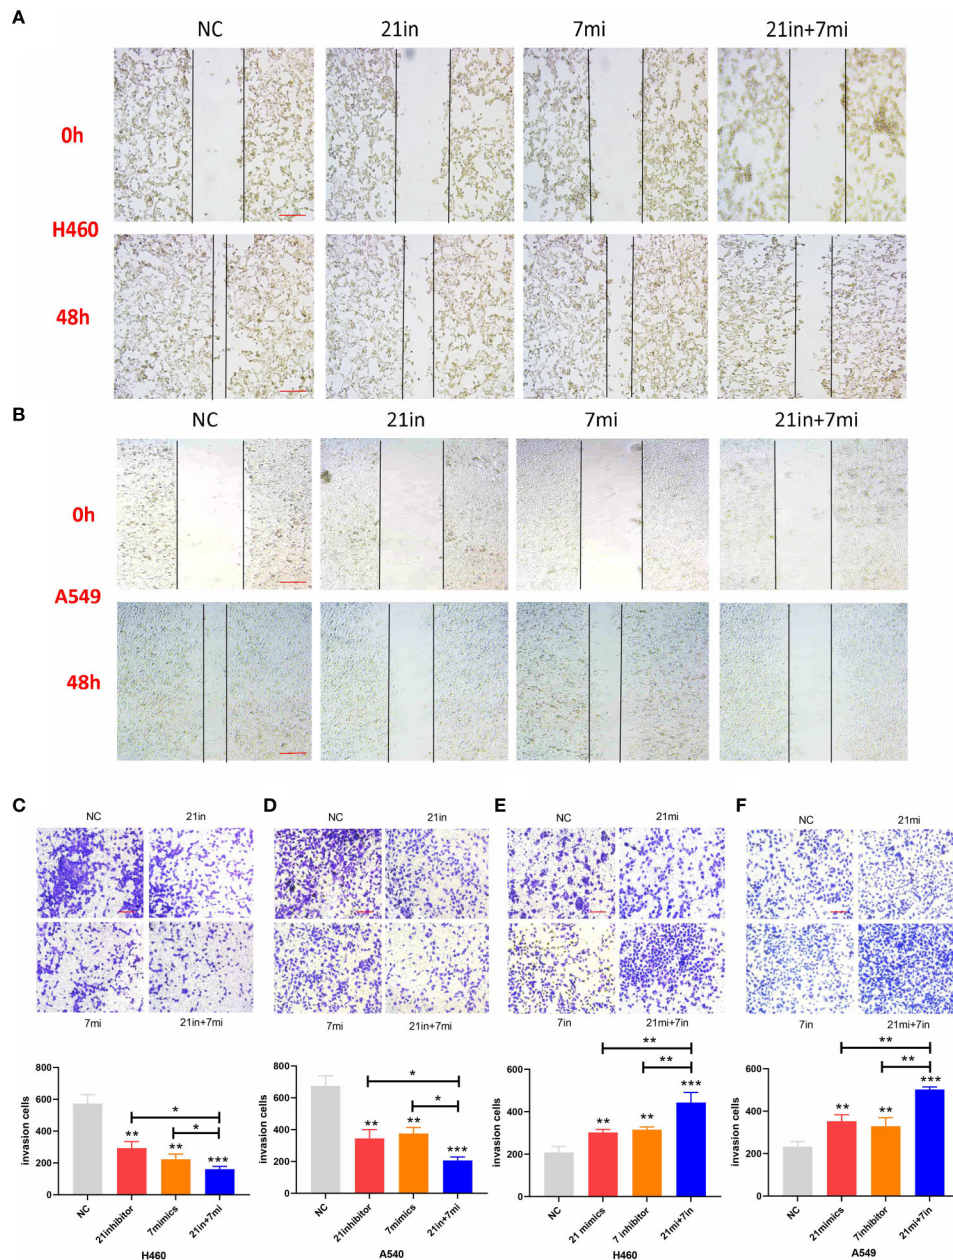 A
NC 21in 7mi 21in+7mi
0h
H460
48h
B
NC 21in 7mi 21in+7mi
0h
A549
48h
C D E F
NC 21in NC 21in NC 21mi NC 21mi
7mi 21in+7mi 7mi 21in+7mi 7in 21mi+7in 7in 21mi+7in
invasion cells
800
600
400
200
0
*
*
** ** ***
NC 21inhibitor 7mimics 21in+7mi
H460
invasion cells
800
600
400
200
0
*
*
** ** ***
NC 21inhibitor 7mimics 21in+7mi
A540
invasion cells
600
400
200
0
**
**
** ** ***
NC 21 mimics 7 inhibitor 21mi+7in
H460
invasion cells
600
400
200
0
**
**
** ** ***
NC 21mimics 7inhibitor 21mi+7in
A549